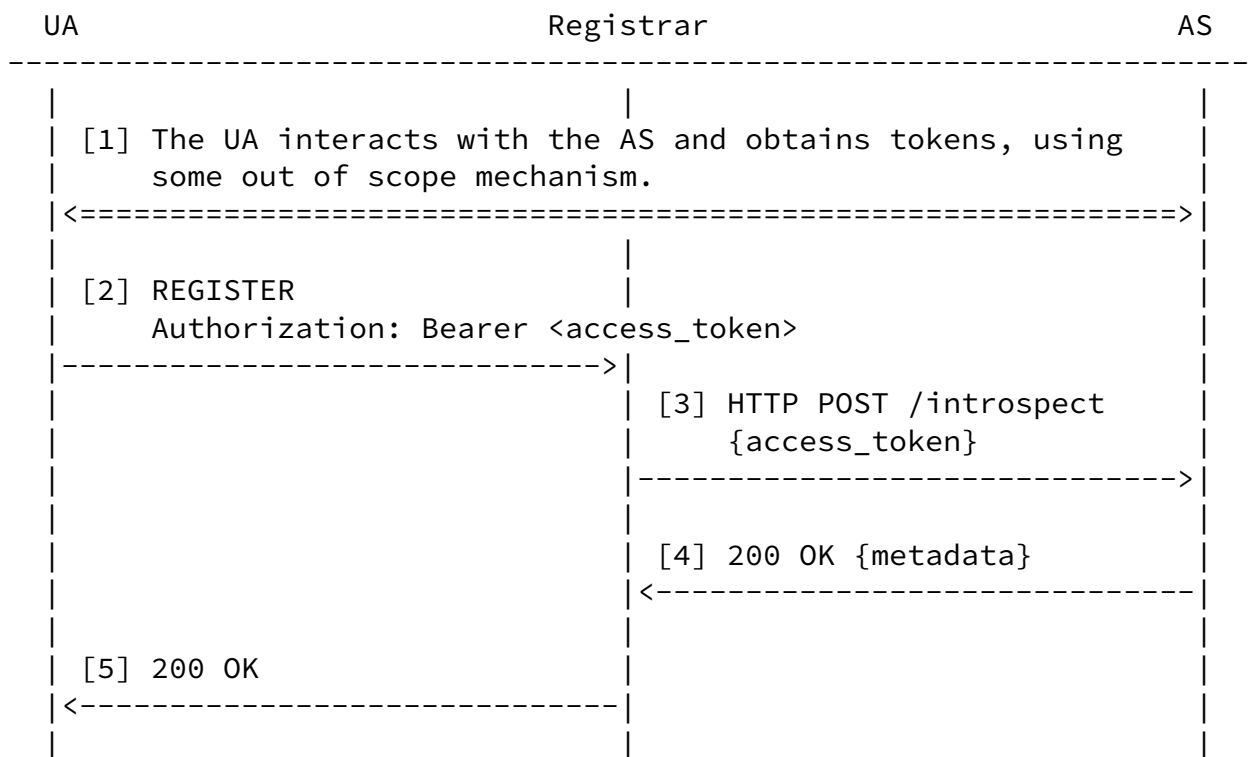 UA Registrar AS
[1] The UA interacts with the AS and obtains tokens, using
some out of scope mechanism.
[2] REGISTER
Authorization: Bearer <access_token>
[3] HTTP POST /introspect
{access_token}
[4] 200 OK {metadata}
[5] 200 OK